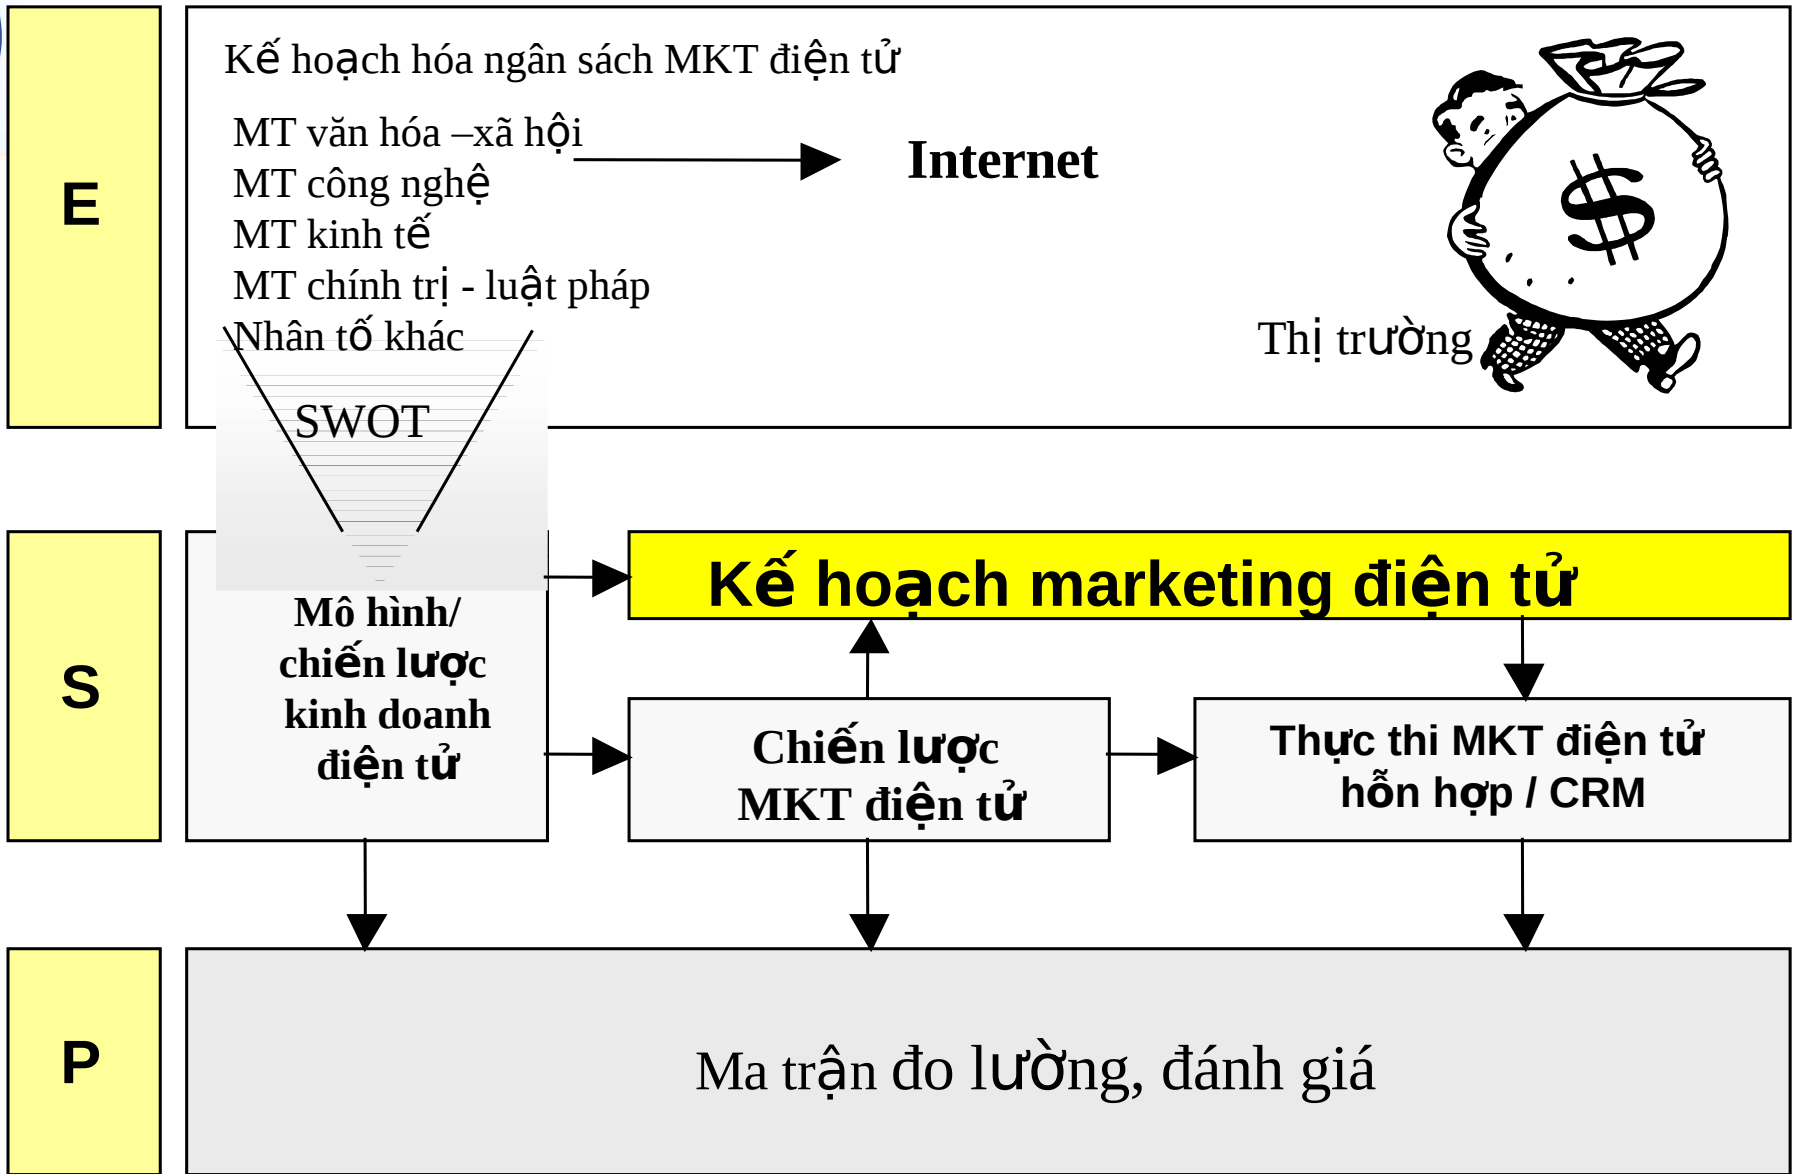 E
Kế hoạch hóa ngân sách MKT điện tử
MT văn hóa –xã hội
MT công nghệ
MT kinh tế
MT chính trị - luật pháp
Nhân tố khác
Internet
$
Thị trường
SWOT
S
Mô hình/
chiến lược
kinh doanh
điện tử
Kế hoạch marketing điện tử
Chiến lược
MKT điện tử
Thực thi MKT điện tử
hỗn hợp / CRM
P
Ma trận đo lường, đánh giá